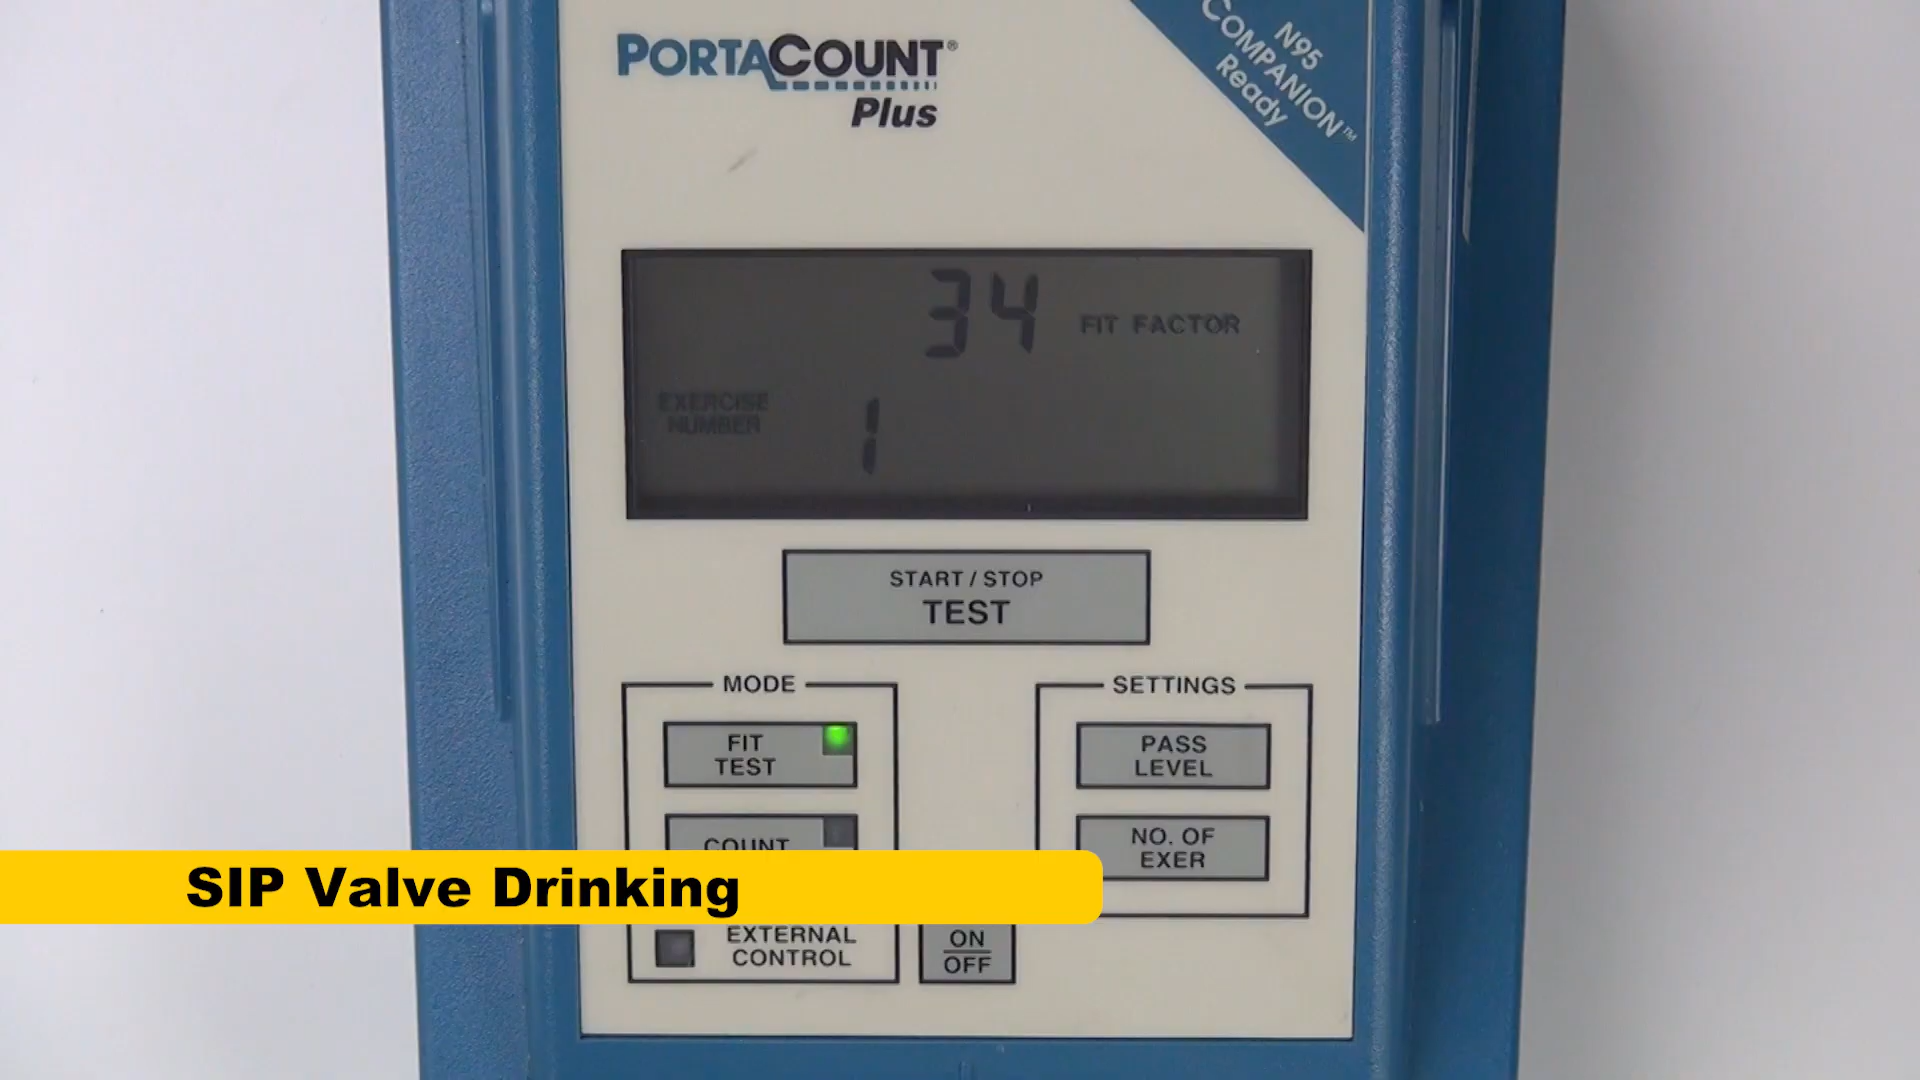 PORTACOUNT®
Plus
N95
COMPANION™
Ready
34 FIT FACTOR
EXERCISE
NUMBER 1
START / STOP
TEST
MODE
FIT
TEST
COUNT
EXTERNAL
CONTROL
ON
OFF
SETTINGS
PASS
LEVEL
NO. OF
EXER
SIP Valve Drinking